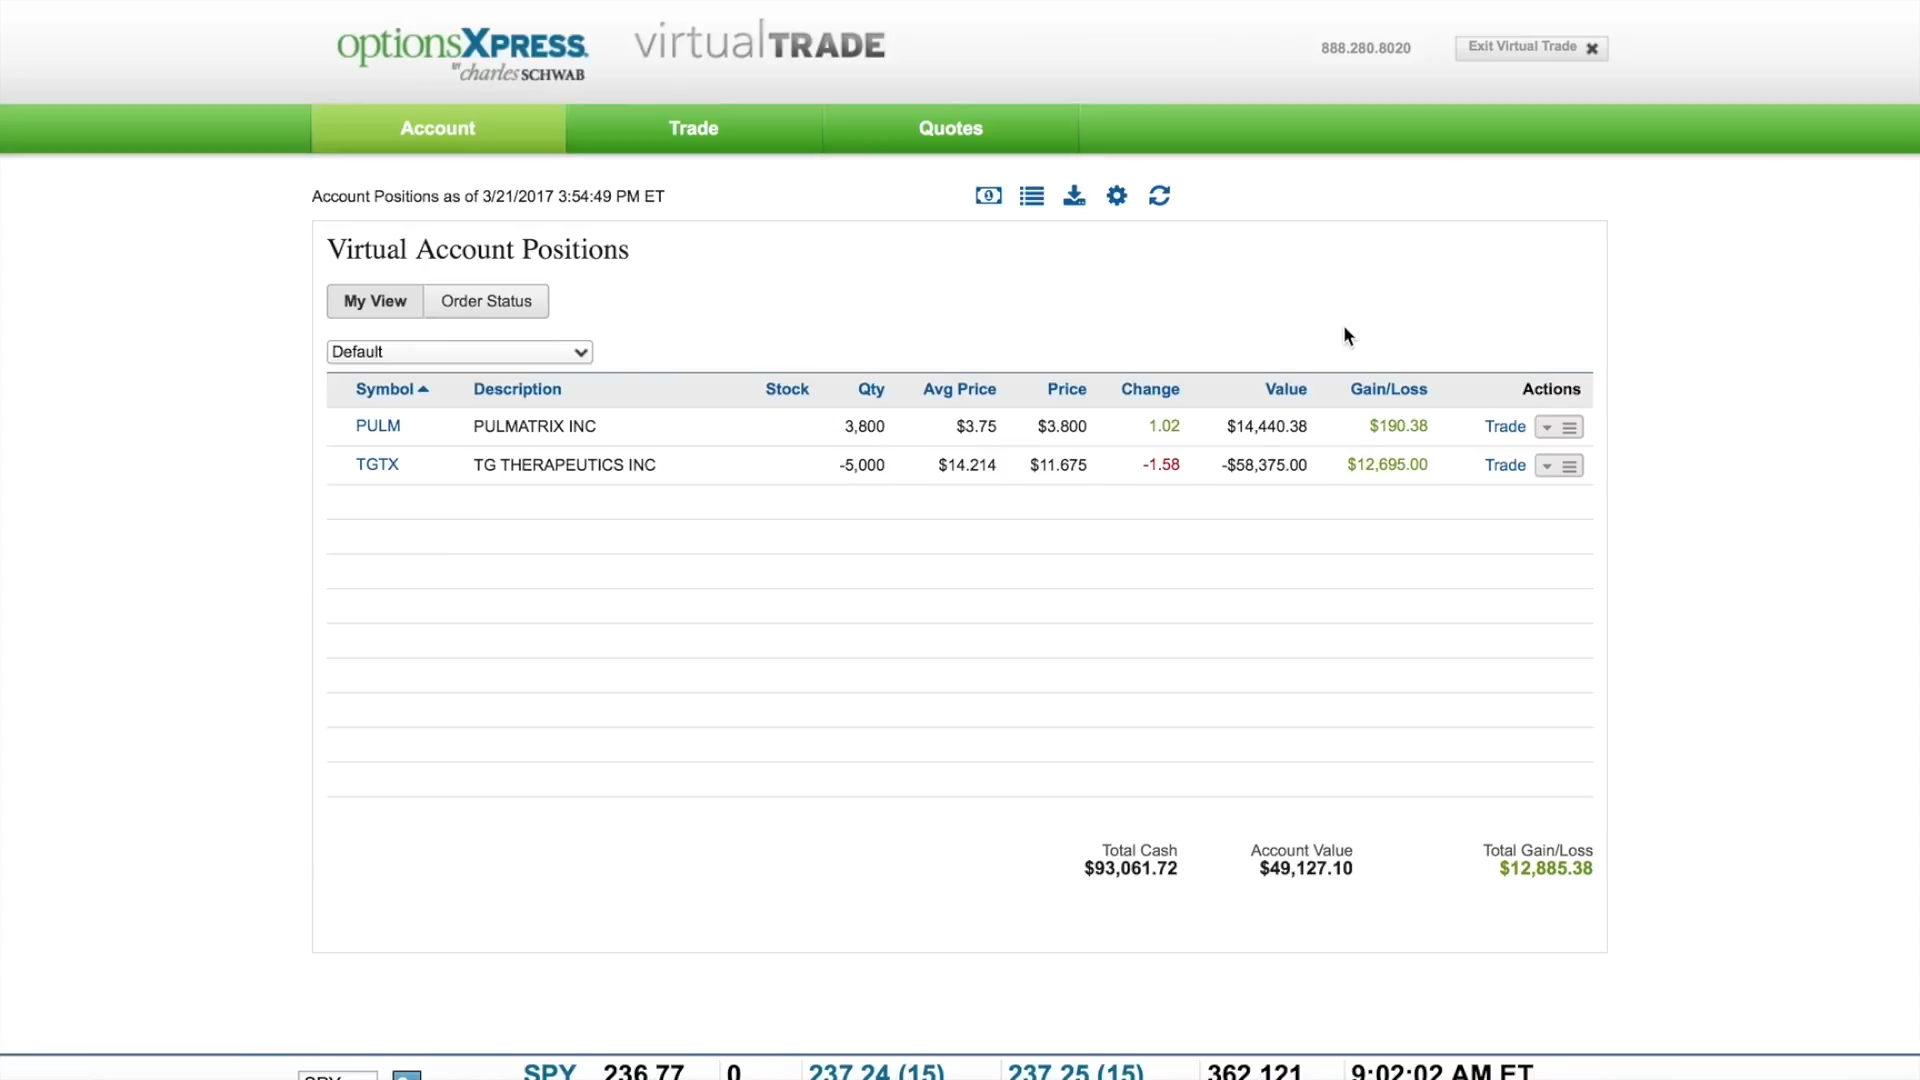 optionsXPRESS. virtualTRADE 888.280.8020 Exit Virtual Trade
BY charles SCHWAB
Account Trade Quotes
Account Positions as of 3/21/2017 3:54:49 PM ET
Virtual Account Positions
My View Order Status
Default
Symbol Description Stock Qty Avg Price Price Change Value Gain/Loss Actions
PULM PULMATRIX INC 3,800 $3.75 $3.800 1.02 $14,440.38 $190.38 Trade
TGTX TG THERAPEUTICS INC -5,000 $14.214 $11.675 -1.58 -$58,375.00 $12,695.00 Trade
Total Cash Account Value Total Gain/Loss
$93,061.72 $49,127.10 $12,885.38
SPY SPY 236.77 0 237.24 (15) 237.25 (15) 362,121 9:02:02 AM ET